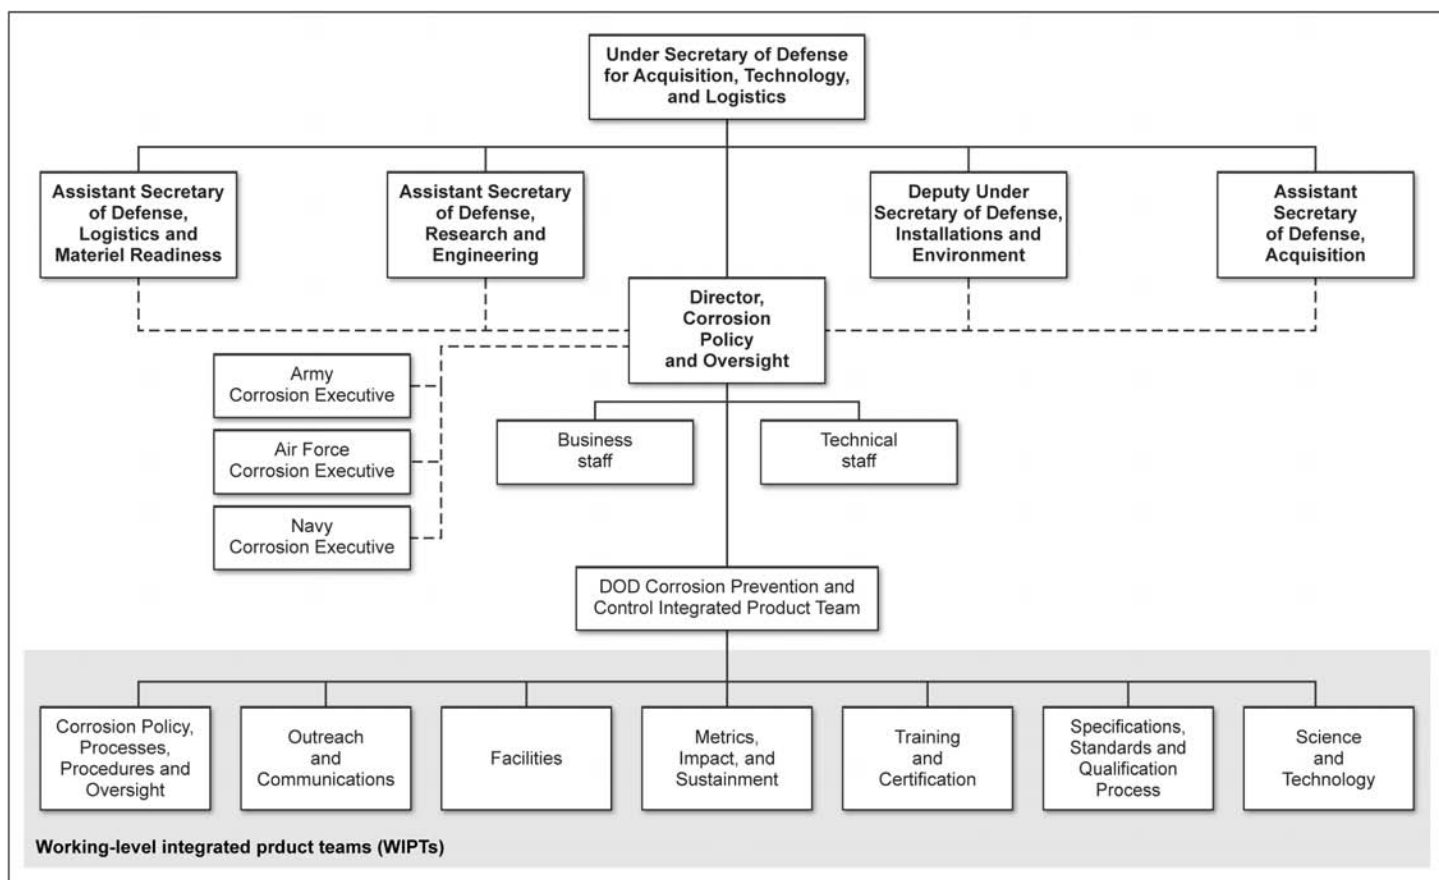 Under Secretary of Defense
for Acquisition, Technology,
and Logistics
Assistant Secretary
of Defense,
Logistics and
Materiel Readiness
Assistant Secretary
of Defense,
Research and
Engineering
Deputy Under
Secretary of Defense,
Installations and
Environment
Assistant
Secretary
of Defense,
Acquisition
Director,
Corrosion
Policy
and Oversight
Army
Corrosion Executive
Air Force
Corrosion Executive
Navy
Corrosion Executive
Business
staff
Technical
staff
DOD Corrosion Prevention and
Control Integrated Product Team
Corrosion Policy,
Processes,
Procedures and
Oversight
Outreach
and
Communications
Facilities
Metrics,
Impact, and
Sustainment
Training
and
Certification
Specifications,
Standards and
Qualification
Process
Science
and
Technology
Working-level integrated prduct teams (WIPTs)